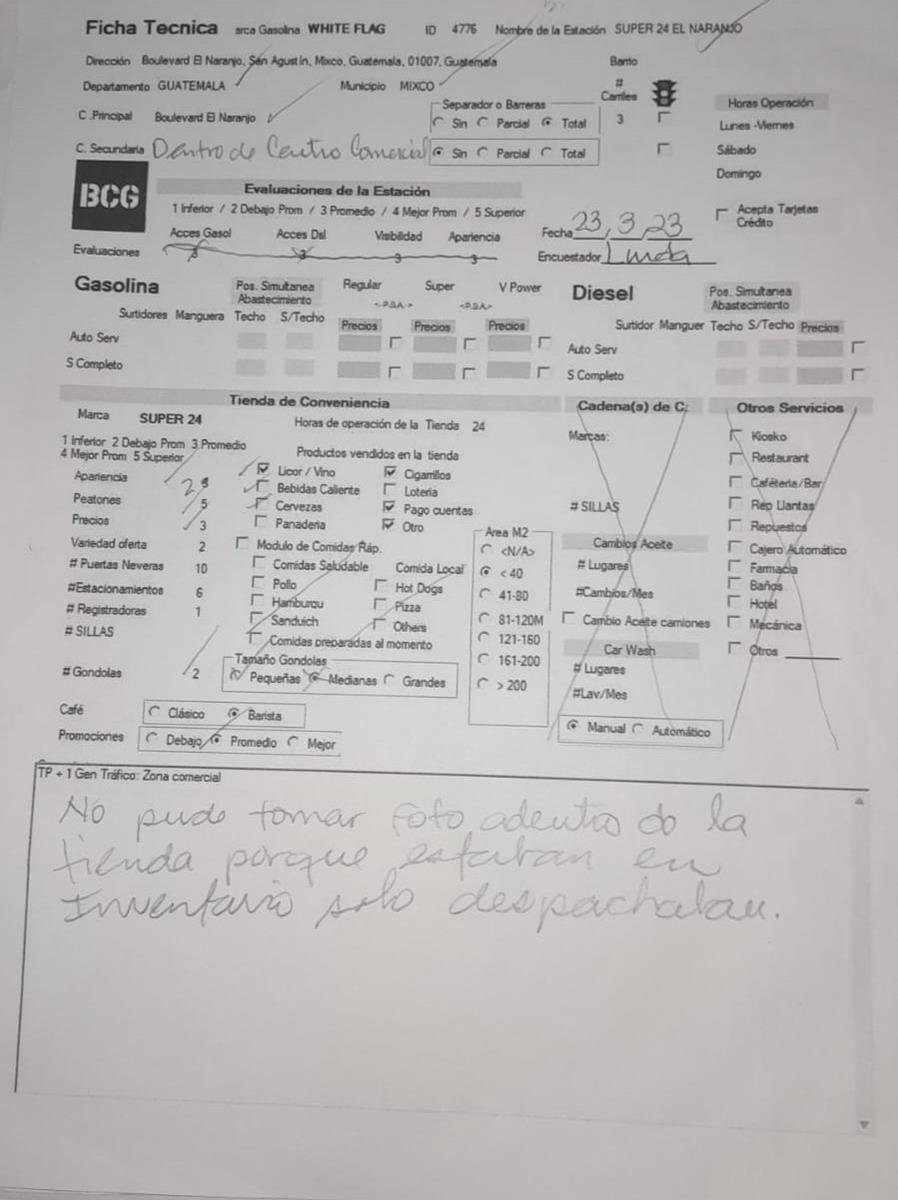 Ficha Tecnica arca Gasolina WHITE FLAG ID 4776 Nombre de la Estación SUPER 24 EL NARANJO
Dirección Boulevard El Naranjo, San Agustin, Mixco, Guatemala, 01007, Guatemala Barrio
Departamento GUATEMALA Municipio MIXCO # Carriles
C .Principal Boulevard El Naranjo Separador o Barreras Sin Parcial Total 3
C. Secundaria Dentro de Centro Comercial Sin Parcial Total
Horas Operación
Lunes -Viernes
Sábado
Domingo
BCG
Evaluaciones de la Estación
1 Inferior / 2 Debajo Prom / 3 Promedio / 4 Mejor Prom / 5 Superior
Acces Gasol Acces Dsl Visibilidad Apariencia
Evaluaciones 3 3 3 3
Fecha 23, 3, 23
Encuestador Linda
Acepta Tarjetas
Crédito
Gasolina Pos. Simultanea Abastecimiento Regular Super V Power
Surtidores Manguera Techo S/Techo Precios Precios Precios
Auto Serv
S Completo
Diesel Pos. Simultanea Abastecimiento
Surtidor Manguer Techo S/Techo Precios
Auto Serv
S Completo
Tienda de Conveniencia
Marca SUPER 24 Horas de operación de la Tienda 24
1 Inferior 2 Debajo Prom 3 Promedio
4 Mejor Prom 5 Superior
Apariencia 2
Peatones 5
Precios 3
Variedad oferta 2
# Puertas Neveras 10
#Estacionamientos 6
# Registradoras 1
# SILLAS
# Gondolas 2
Productos vendidos en la tienda
Licor / Vino Cigarrillos
Bebidas Caliente Loteria
Cervezas Pago cuentas
Panaderia Otro
Modulo de Comidas Ráp.
Comidas Saludable Comida Local
Pollo Hot Dogs
Hamburgu Pizza
Sanduich Others
Comidas preparadas al momento
Tamaño Gondolas
Pequeñas Medianas Grandes
Area M2
<N/A>
< 40
41-80
81-120M
121-160
161-200
> 200
Café Clásico Barista
Promociones Debajo Promedio Mejor
Cadena(s) de C:
Marcas:
# SILLAS
Cambios Aceite
# Lugares
#Cambios/Mes
Cambio Aceite camiones
Car Wash
# Lugares
#Lav/Mes
Manual Automático
Otros Servicios
Kiosko
Restaurant
Caféteria/Bar
Rep Llantas
Repuestos
Cajero Automático
Farmacia
Baños
Hotel
Mecánica
Otros
TP + 1 Gen Tráfico: Zona comercial
No pude tomar Foto adentro de la
tienda porque estaban en
Inventario solo despachaban.